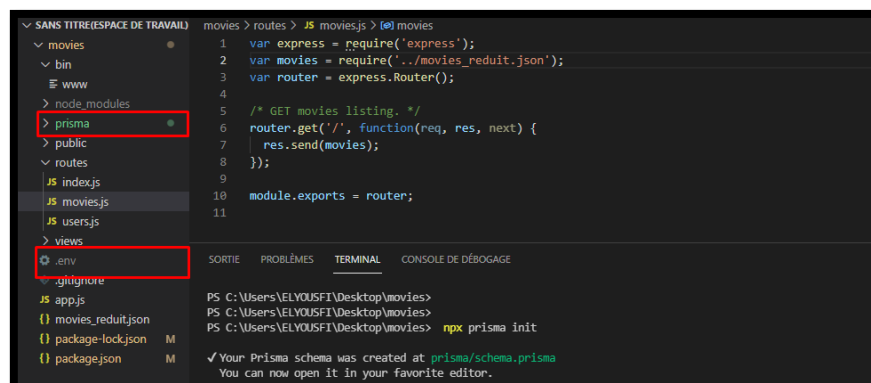 SANS TITRE(ESPACE DE TRAVAIL)
movies
bin
www
node_modules
prisma
public
routes
JS index.js
JS movies.js
JS users.js
views
.env
.gitignore
JS app.js
{} movies_reduit.json
{} package-lock.json M
{} package.json M
movies > routes > JS movies.js > movies
1 var express = require('express');
2 var movies = require('../movies_reduit.json');
3 var router = express.Router();
4
5 /* GET movies listing. */
6 router.get('/', function(req, res, next) {
7 res.send(movies);
8 });
9
10 module.exports = router;
11
SORTIE PROBLÈMES TERMINAL CONSOLE DE DÉBOGAGE
PS C:\Users\ELYOUSFI\Desktop\movies>
PS C:\Users\ELYOUSFI\Desktop\movies>
PS C:\Users\ELYOUSFI\Desktop\movies> npx prisma init
✓Your Prisma schema was created at prisma/schema.prisma
You can now open it in your favorite editor.